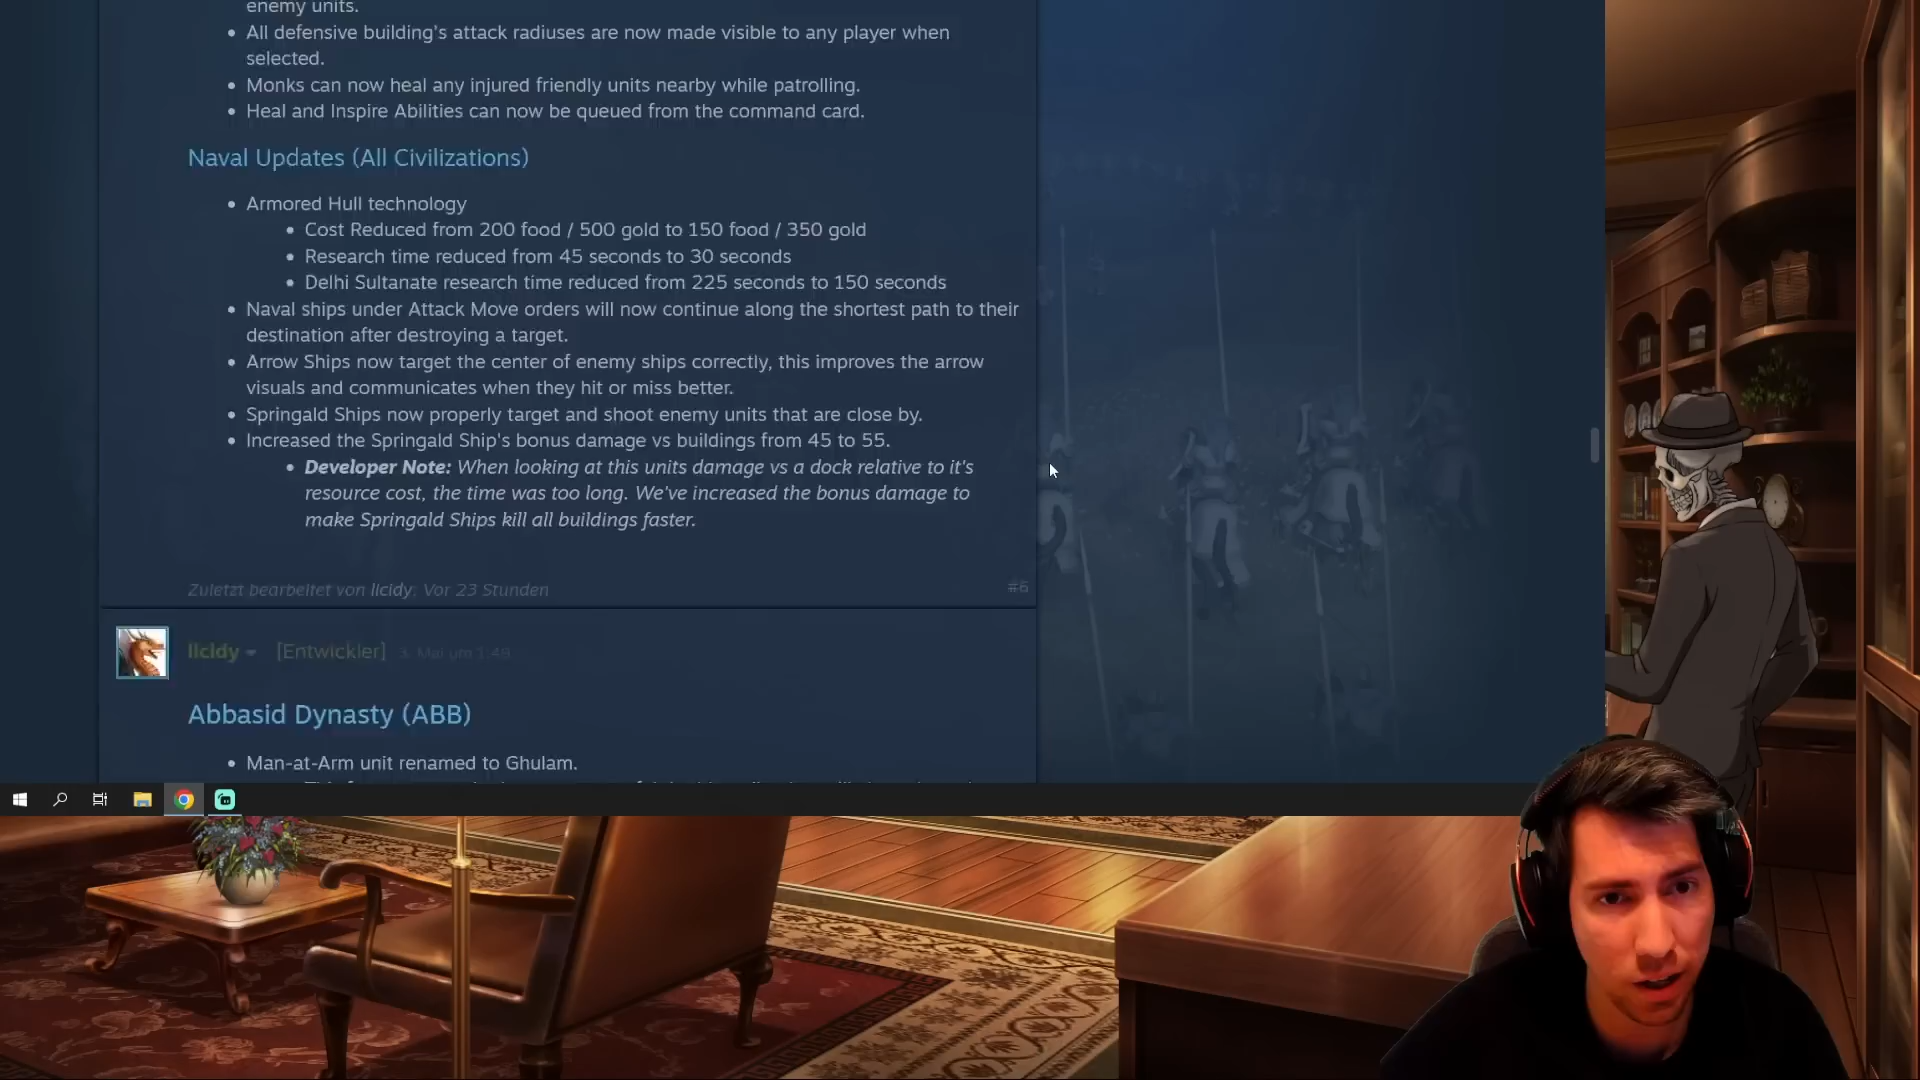 enemy units.
All defensive building's attack radiuses are now made visible to any player when
selected.
Monks can now heal any injured friendly units nearby while patrolling.
Heal and Inspire Abilities can now be queued from the command card.
Naval Updates (All Civilizations)
Armored Hull technology
Cost Reduced from 200 food / 500 gold to 150 food / 350 gold
Research time reduced from 45 seconds to 30 seconds
Delhi Sultanate research time reduced from 225 seconds to 150 seconds
Naval ships under Attack Move orders will now continue along the shortest path to their
destination after destroying a target.
Arrow Ships now target the center of enemy ships correctly, this improves the arrow
visuals and communicates when they hit or miss better.
Springald Ships now properly target and shoot enemy units that are close by.
Increased the Springald Ship's bonus damage vs buildings from 45 to 55.
Developer Note: When looking at this units damage vs a dock relative to it's
resource cost, the time was too long. We've increased the bonus damage to
make Springald Ships kill all buildings faster.
Zuletzt bearbeitet von llcidy; Vor 23 Stunden
#6
llcidy [Entwickler] 3. Mai um 1:49
Abbasid Dynasty (ABB)
Man-at-Arm unit renamed to Ghulam.